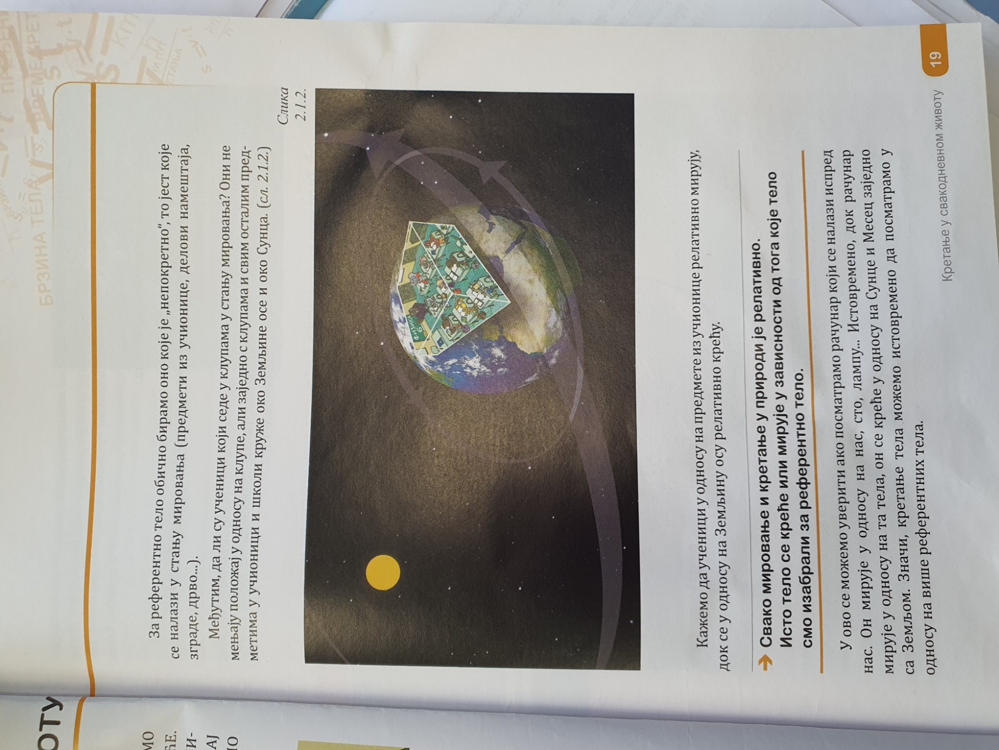 БРЗИНА ТЕЛА
За референтно тело обично бирамо оно које је „непокретно“, то јест које
се налази у стању мировања (предмети из учионице, делови намештаја,
зграде, дрво...).
Међутим, да ли су ученици који седе у клупама у стању мировања? Они не
мењају положај у односу на клупе, али заједно с клупама и свим осталим пред-
метима у учионици и школи круже око Земљине осе и око Сунца. (сл. 2.1.2.)
Слика
2.1.2.
ФИЗИКА
6
Кажемо да ученици у односу на предмете из учионице релативно мирују,
док се у односу на Земљину осу релативно крећу.
➔ Свако мировање и кретање у природи је релативно.
Исто тело се креће или мирује у зависности од тога које тело
смо изабрали за референтно тело.
У ово се можемо уверити ако посматрамо рачунар који се налази испред
нас. Он мирује у односу на нас, сто, лампу... Истовремено, док рачунар
мирује у односу на та тела, он се креће у односу на Сунце и Месец заједно
са Земљом. Значи, кретање тела можемо истовремено да посматрамо у
односу на више референтних тела.
Кретање у свакодневном животу 19
ОТУ
МО
ЋЕ.
И-
АЈ